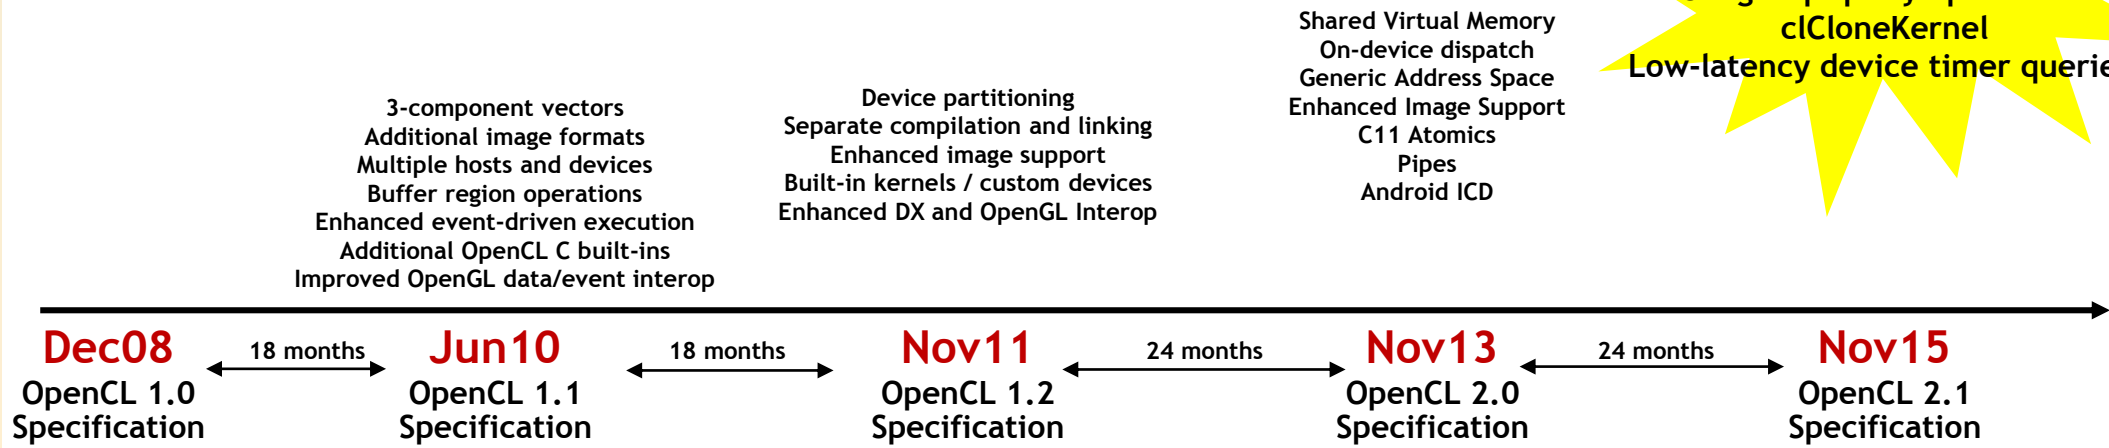 Shared Virtual Memory
On-device dispatch
Generic Address Space
Enhanced Image Support
C11 Atomics
Pipes
Android ICD
clCloneKernel
Low-latency device timer
3-component vectors
Additional image formats
Multiple hosts and devices
Buffer region operations
Enhanced event-driven execution
Additional OpenCL C built-ins
Improved OpenGL data/event interop
Device partitioning
Separate compilation and linking
Enhanced image support
Built-in kernels / custom devices
Enhanced DX and OpenGL Interop
Dec08
OpenCL 1.0
Specification
18 months
Jun10
OpenCL 1.1
Specification
18 months
Nov11
OpenCL 1.2
Specification
24 months
Nov13
OpenCL 2.0
Specification
24 months
Nov15
OpenCL 2.1
Specification